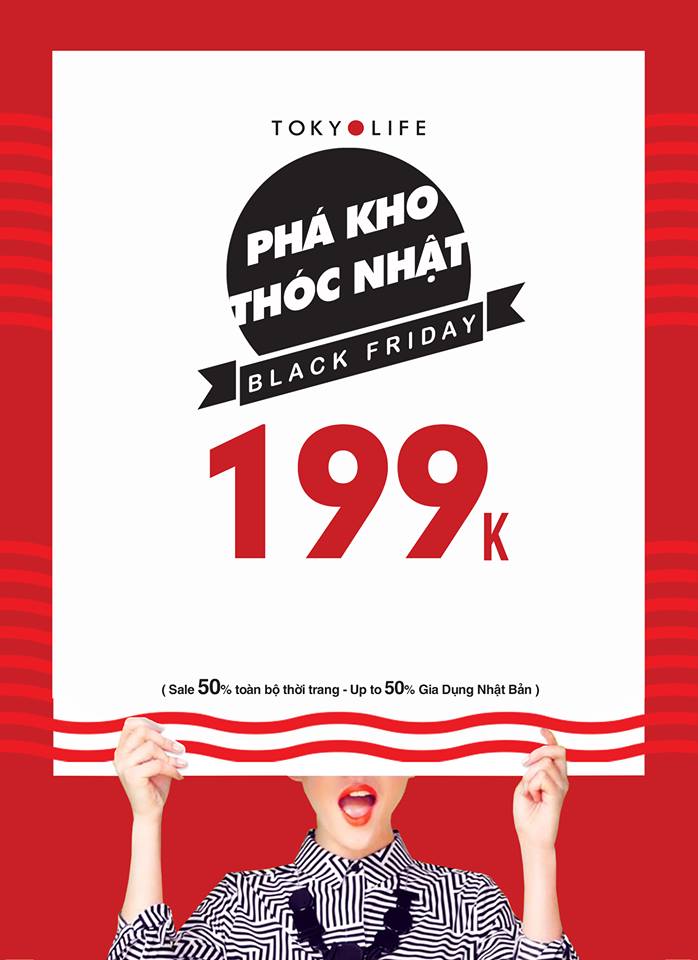 TOKYOLIFE
PHÁ KHO
THÓC NHẬT
BLACK FRIDAY
199K
( Sale 50% toàn bộ thời trang - Up to 50% Gia Dụng Nhật Bản )